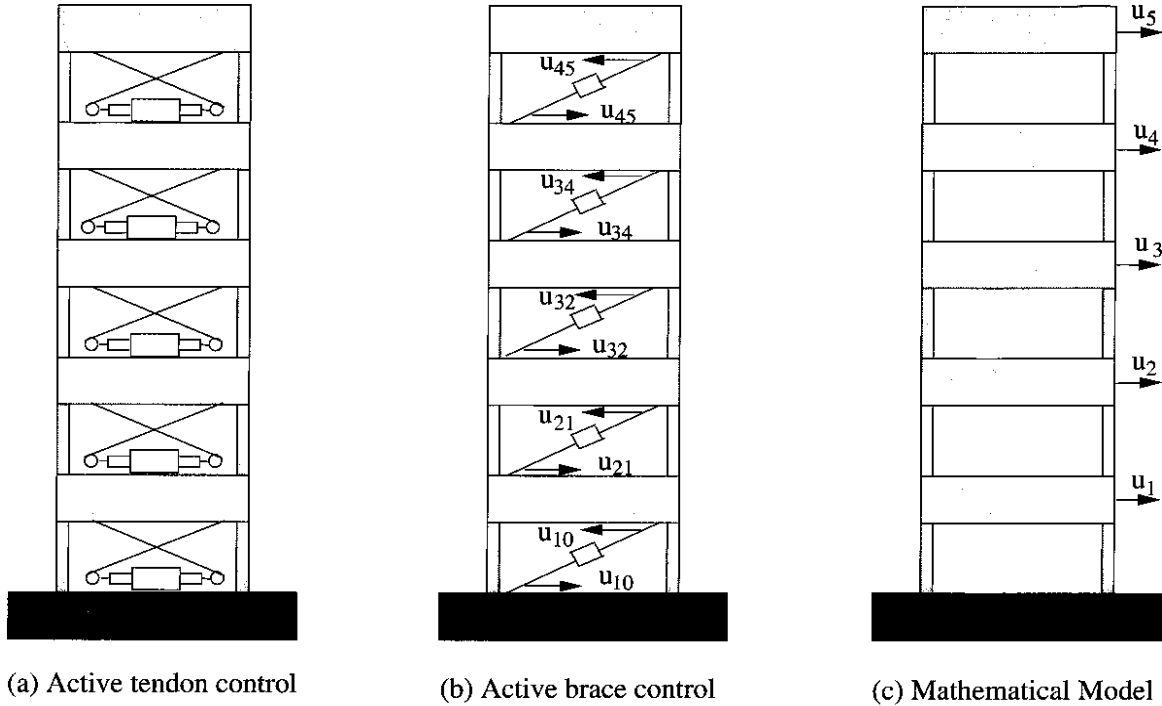 u45
u45
u34
u34
u32
u32
u21
u21
u10
u10
u5
u4
u3
u2
u1
(a) Active tendon control
(b) Active brace control
(c) Mathematical Model